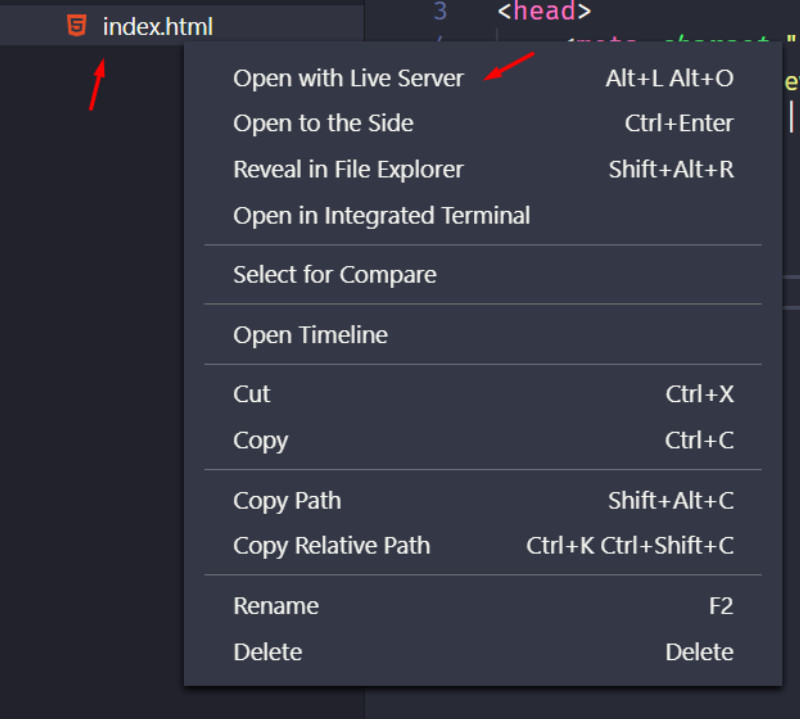 index.html
3 <head>
<meta charset="
Open with Live Server Alt+L Alt+O
Open to the Side Ctrl+Enter
Reveal in File Explorer Shift+Alt+R
Open in Integrated Terminal
Select for Compare
Open Timeline
Cut Ctrl+X
Copy Ctrl+C
Copy Path Shift+Alt+C
Copy Relative Path Ctrl+K Ctrl+Shift+C
Rename F2
Delete Delete